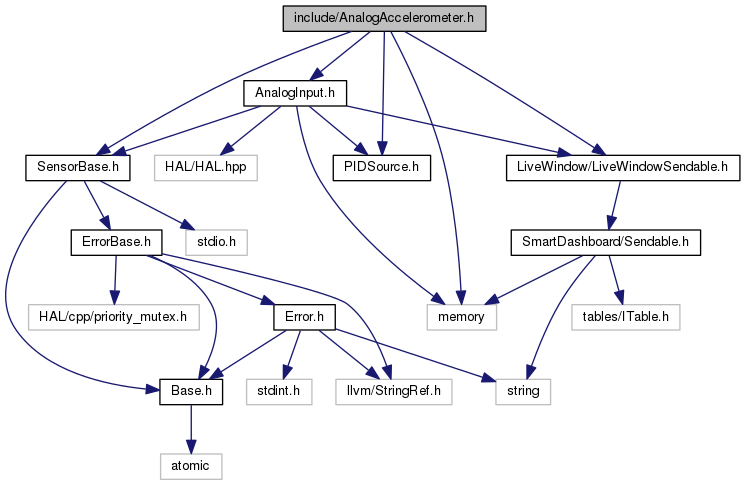 include/AnalogAccelerometer.h
AnalogInput.h
SensorBase.h
HAL/HAL.hpp
PIDSource.h
LiveWindow/LiveWindowSendable.h
ErrorBase.h
stdio.h
SmartDashboard/Sendable.h
HAL/cpp/priority_mutex.h
Error.h
memory
tables/ITable.h
Base.h
stdint.h
llvm/StringRef.h
string
atomic